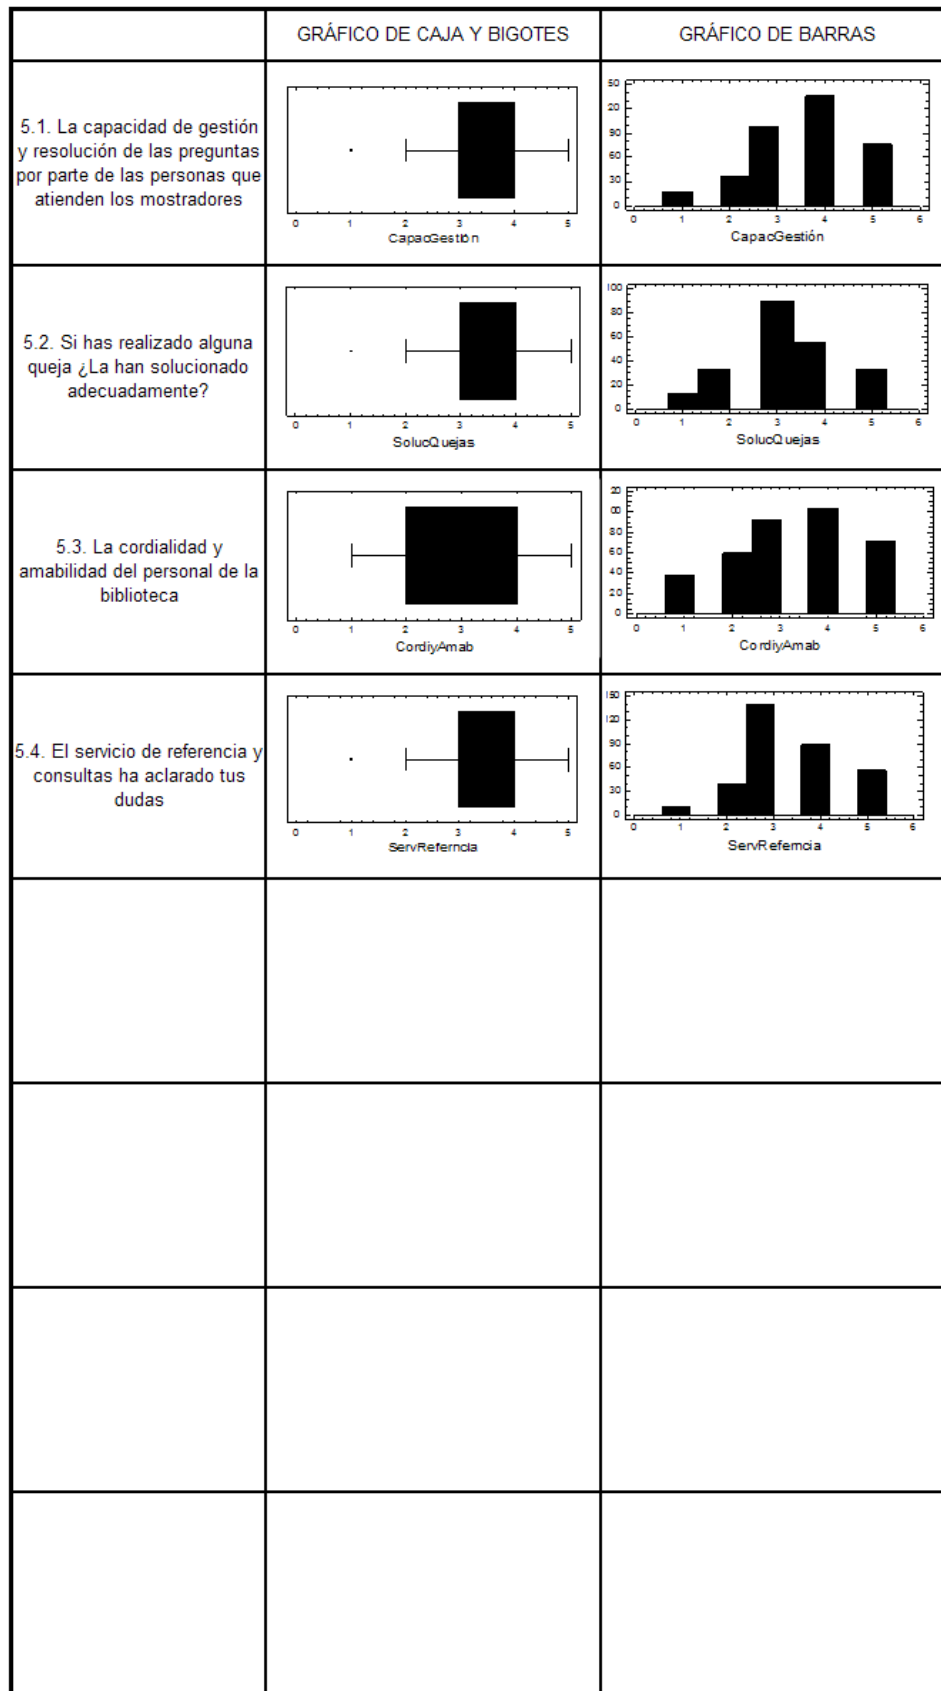 GRÁFICO DE CAJA Y BIGOTES
GRÁFICO DE BARRAS
5.1. La capacidad de gestión
y resolución de las preguntas
por parte de las personas que
atienden los mostradores
0 1 2 3 4 5
CapacGestión
50
20
90
60
30
0
0 1 2 3 4 5 6
CapacGestión
5.2. Si has realizado alguna
queja ¿La han solucionado
adecuadamente?
0 1 2 3 4 5
SolucQuejas
100
80
60
40
20
0
0 1 2 3 4 5 6
SolucQuejas
5.3. La cordialidad y
amabilidad del personal de la
biblioteca
0 1 2 3 4 5
CordiyAmab
20
00
80
60
40
20
0
0 1 2 3 4 5 6
CordiyAmab
5.4. El servicio de referencia y
consultas ha aclarado tus
dudas
0 1 2 3 4 5
ServReferncia
150
120
90
60
30
0
0 1 2 3 4 5 6
ServReferncia